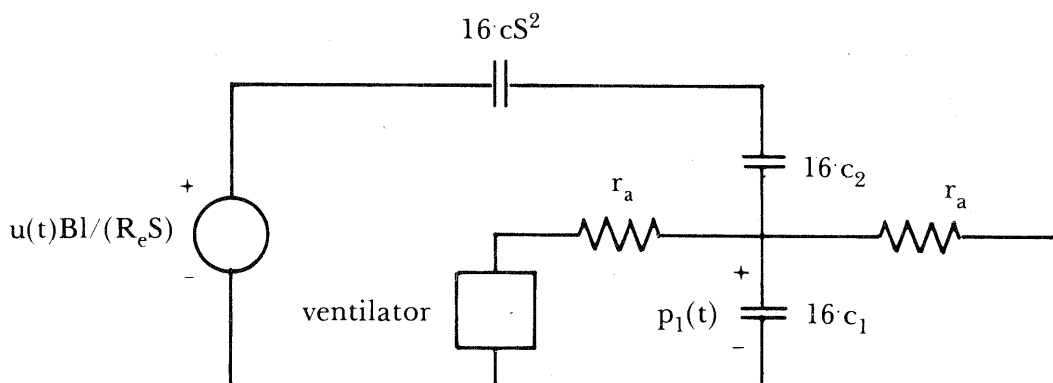 16·cS²
+
u(t)Bl/(RₑS)
-
16·c₂
rₐ
rₐ
ventilator
+
p₁(t)
-
16·c₁